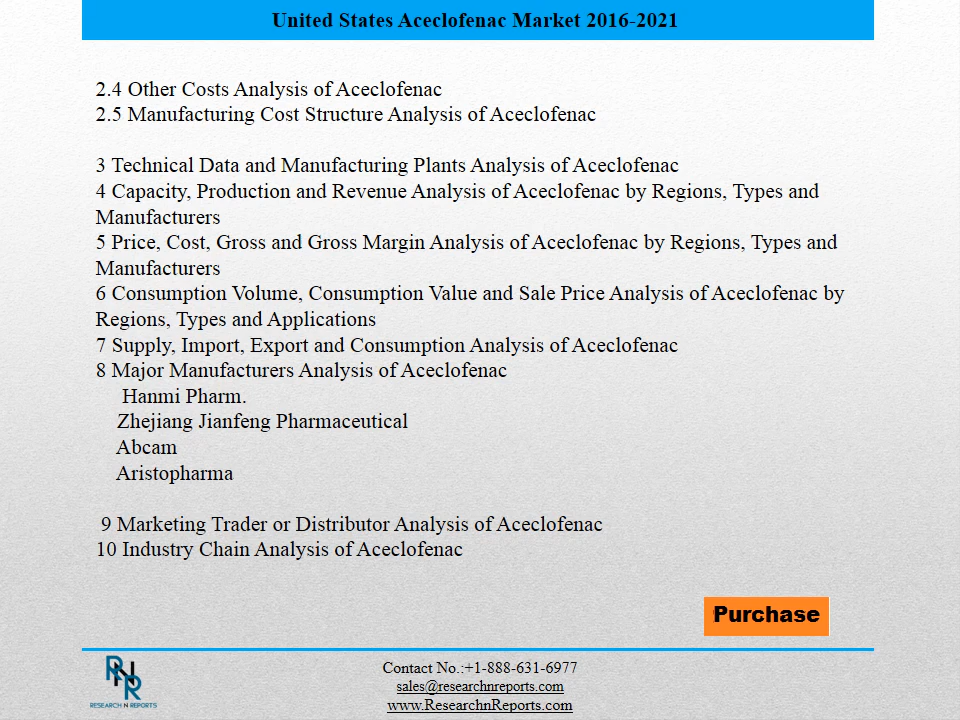 United States Aceclofenac Market 2016-2021
2.4 Other Costs Analysis of Aceclofenac
2.5 Manufacturing Cost Structure Analysis of Aceclofenac
3 Technical Data and Manufacturing Plants Analysis of Aceclofenac
4 Capacity, Production and Revenue Analysis of Aceclofenac by Regions, Types and
Manufacturers
5 Price, Cost, Gross and Gross Margin Analysis of Aceclofenac by Regions, Types and
Manufacturers
6 Consumption Volume, Consumption Value and Sale Price Analysis of Aceclofenac by
Regions, Types and Applications
7 Supply, Import, Export and Consumption Analysis of Aceclofenac
8 Major Manufacturers Analysis of Aceclofenac
Hanmi Pharm.
Zhejiang Jianfeng Pharmaceutical
Abcam
Aristopharma
9 Marketing Trader or Distributor Analysis of Aceclofenac
10 Industry Chain Analysis of Aceclofenac
Purchase
RNR
RESEARCH N REPORTS
Contact No.:+1-888-631-6977
sales@researchnreports.com
www.ResearchnReports.com